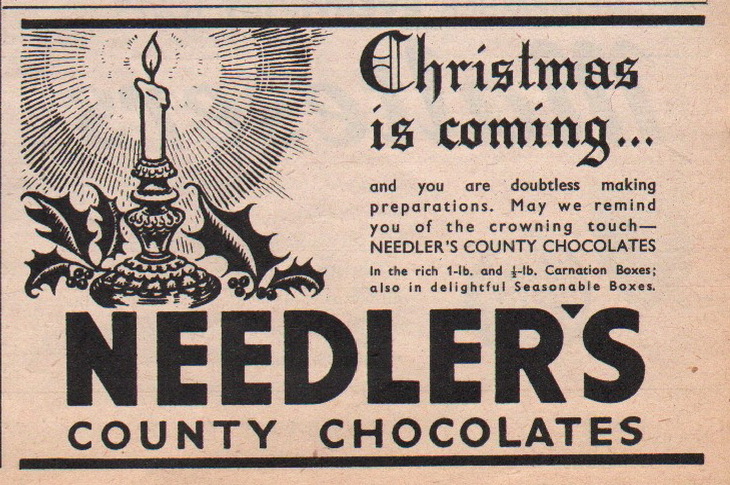 Christmas
is coming...
and you are doubtless making
preparations. May we remind
you of the crowning touch—
NEEDLER'S COUNTY CHOCOLATES
In the rich 1-lb. and ½-lb. Carnation Boxes;
also in delightful Seasonable Boxes.
NEEDLER'S
COUNTY CHOCOLATES